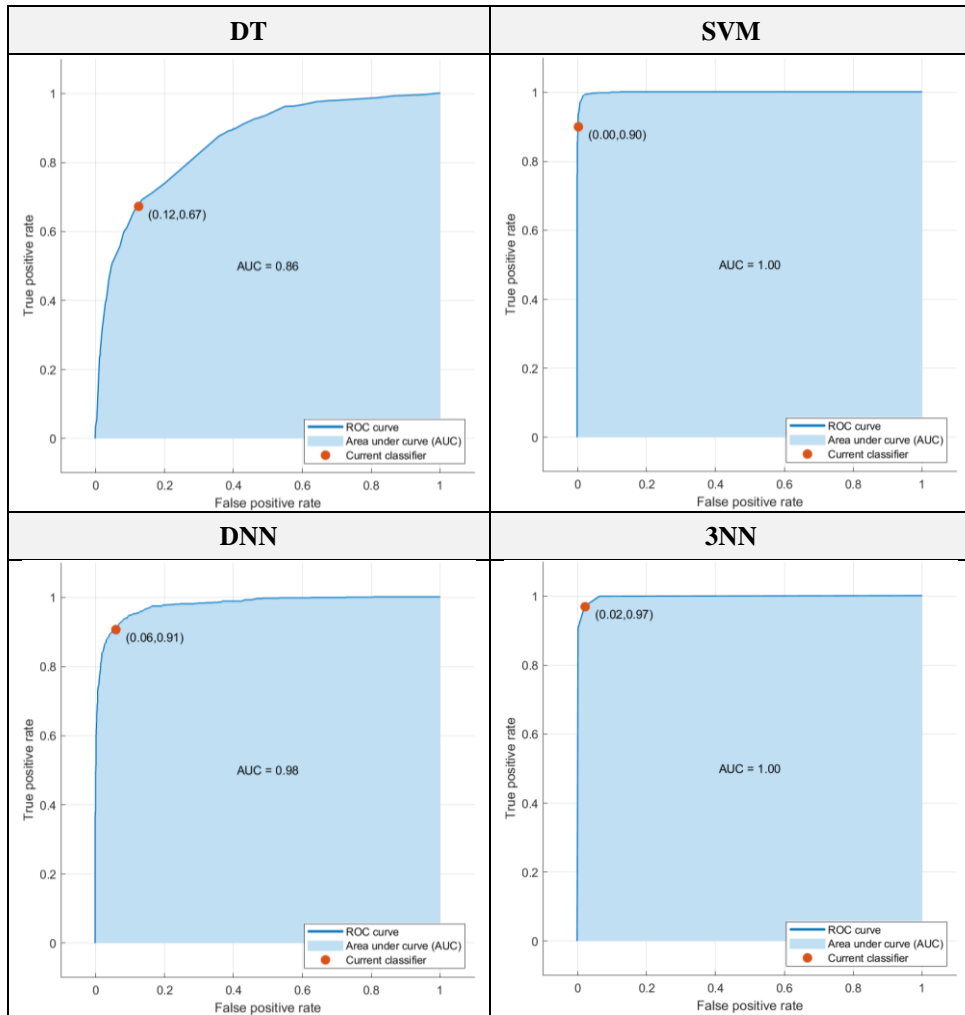 DT
SVM
1
0.8
0.6
0.4
0.2
0
True positive rate
(0.12,0.67)
AUC = 0.86
ROC curve
Area under curve (AUC)
Current classifier
0
0.2
0.4
0.6
0.8
1
False positive rate
1
0.8
0.6
0.4
0.2
0
True positive rate
(0.00,0.90)
AUC = 1.00
ROC curve
Area under curve (AUC)
Current classifier
0
0.2
0.4
0.6
0.8
1
False positive rate
DNN
3NN
1
0.8
0.6
0.4
0.2
0
True positive rate
(0.06,0.91)
AUC = 0.98
ROC curve
Area under curve (AUC)
Current classifier
0
0.2
0.4
0.6
0.8
1
False positive rate
1
0.8
0.6
0.4
0.2
0
True positive rate
(0.02,0.97)
AUC = 1.00
ROC curve
Area under curve (AUC)
Current classifier
0
0.2
0.4
0.6
0.8
1
False positive rate